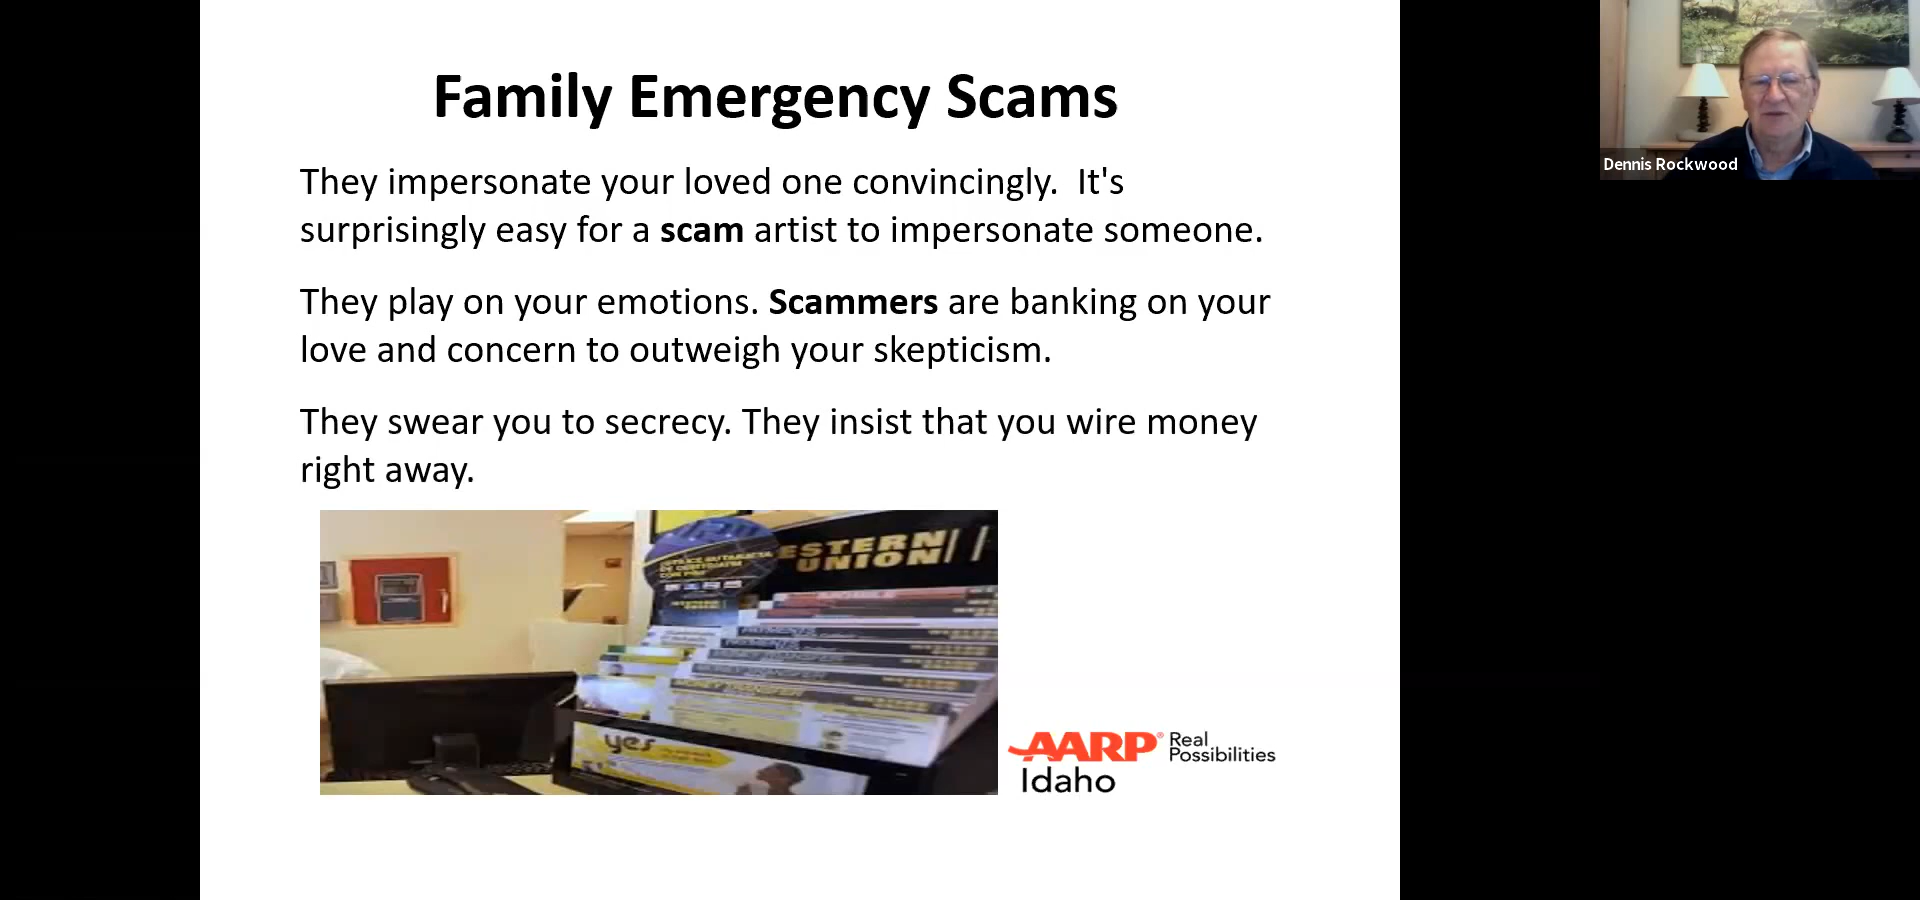 Family Emergency Scams
Dennis Rockwood
They impersonate your loved one convincingly.  It's
surprisingly easy for a scam artist to impersonate someone.
They play on your emotions. Scammers are banking on your
love and concern to outweigh your skepticism.
They swear you to secrecy. They insist that you wire money
right away.
ESTERN
UNION
yes
AARP® Real
Possibilities
Idaho